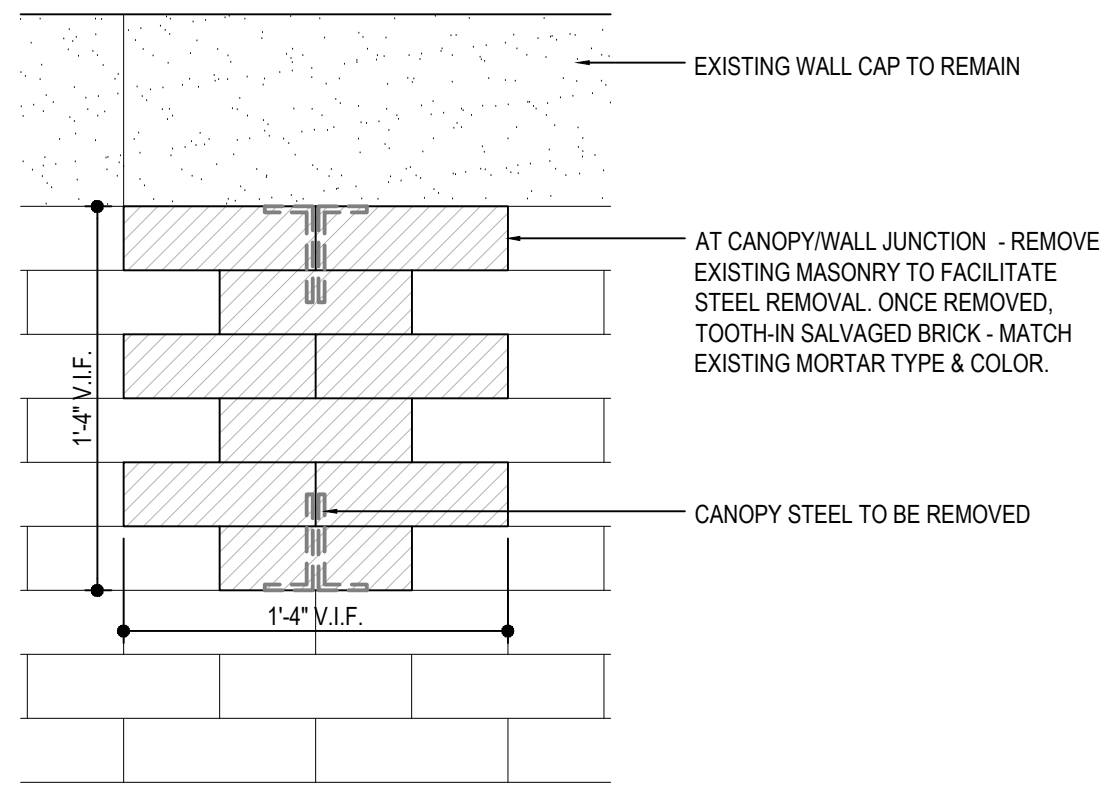 EXISTING WALL CAP TO REMAIN
AT CANOPY/WALL JUNCTION - REMOVE
EXISTING MASONRY TO FACILITATE
STEEL REMOVAL. ONCE REMOVED,
TOOTH-IN SALVAGED BRICK - MATCH
EXISTING MORTAR TYPE & COLOR.
1'-4" V.I.F.
CANOPY STEEL TO BE REMOVED
1'-4" V.I.F.